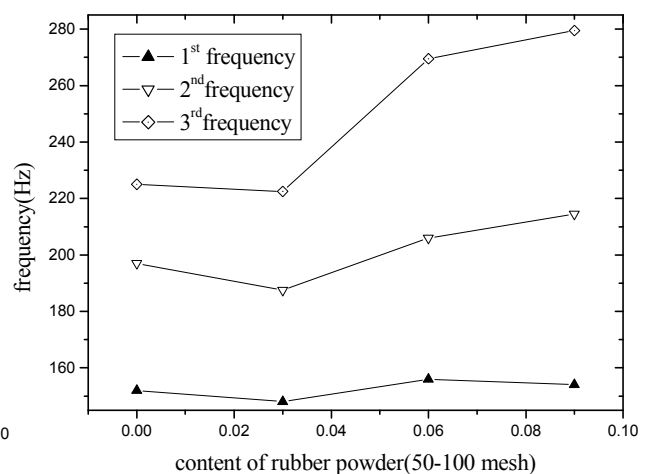 280
260
240
220
200
180
160
frequency(Hz)
1st frequency
2nd frequency
3rd frequency
0
0.00 0.02 0.04 0.06 0.08 0.10
content of rubber powder(50-100 mesh)